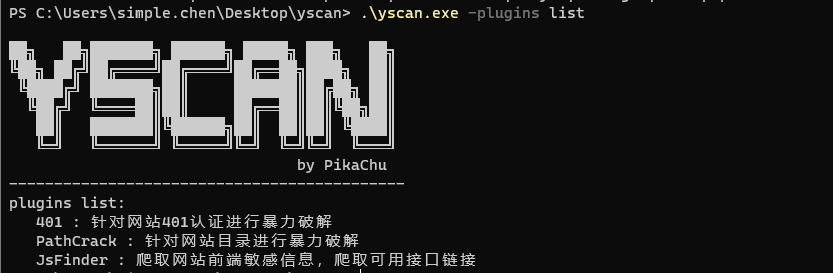 PS C:\Users\simple.chen\Desktop\yscan> .\yscan.exe -plugins list
YSCAN
by PikaChu
--------------------------------------------
plugins list:
401 : 针对网站401认证进行暴力破解
PathCrack : 针对网站目录进行暴力破解
JsFinder : 爬取网站前端敏感信息，爬取可用接口链接